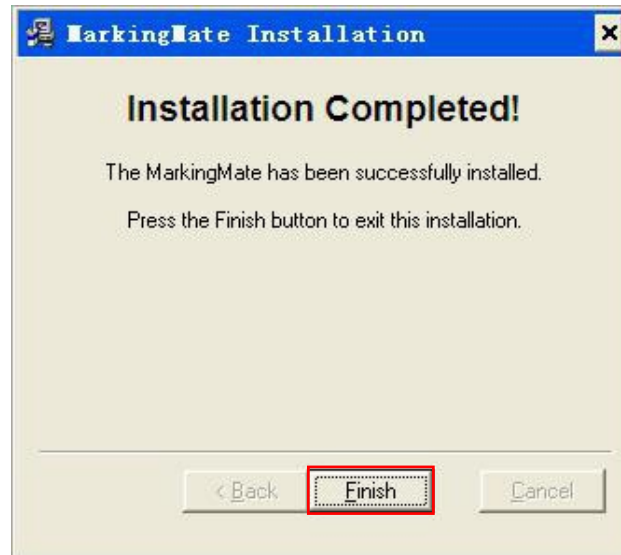 MarkingMate Installation
Installation Completed!
The MarkingMate has been successfully installed.
Press the Finish button to exit this installation.
< Back Finish Cancel